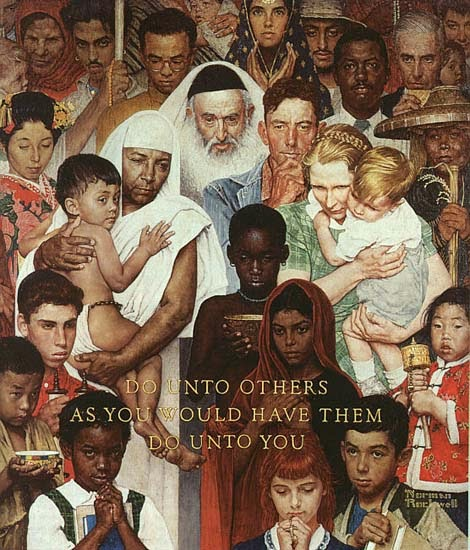 DO UNTO OTHERS
AS YOU WOULD HAVE THEM
DO UNTO YOU
Norman
Rockwell